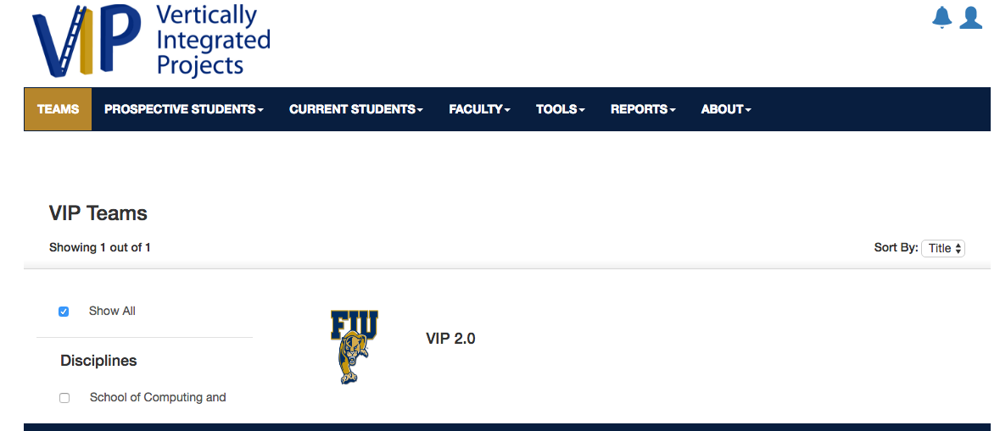 VIP Vertically
Integrated
Projects
TEAMS PROSPECTIVE STUDENTS CURRENT STUDENTS FACULTY TOOLS REPORTS ABOUT
VIP Teams
Showing 1 out of 1 Sort By: Title
Show All
FIU
VIP 2.0
Disciplines
School of Computing and